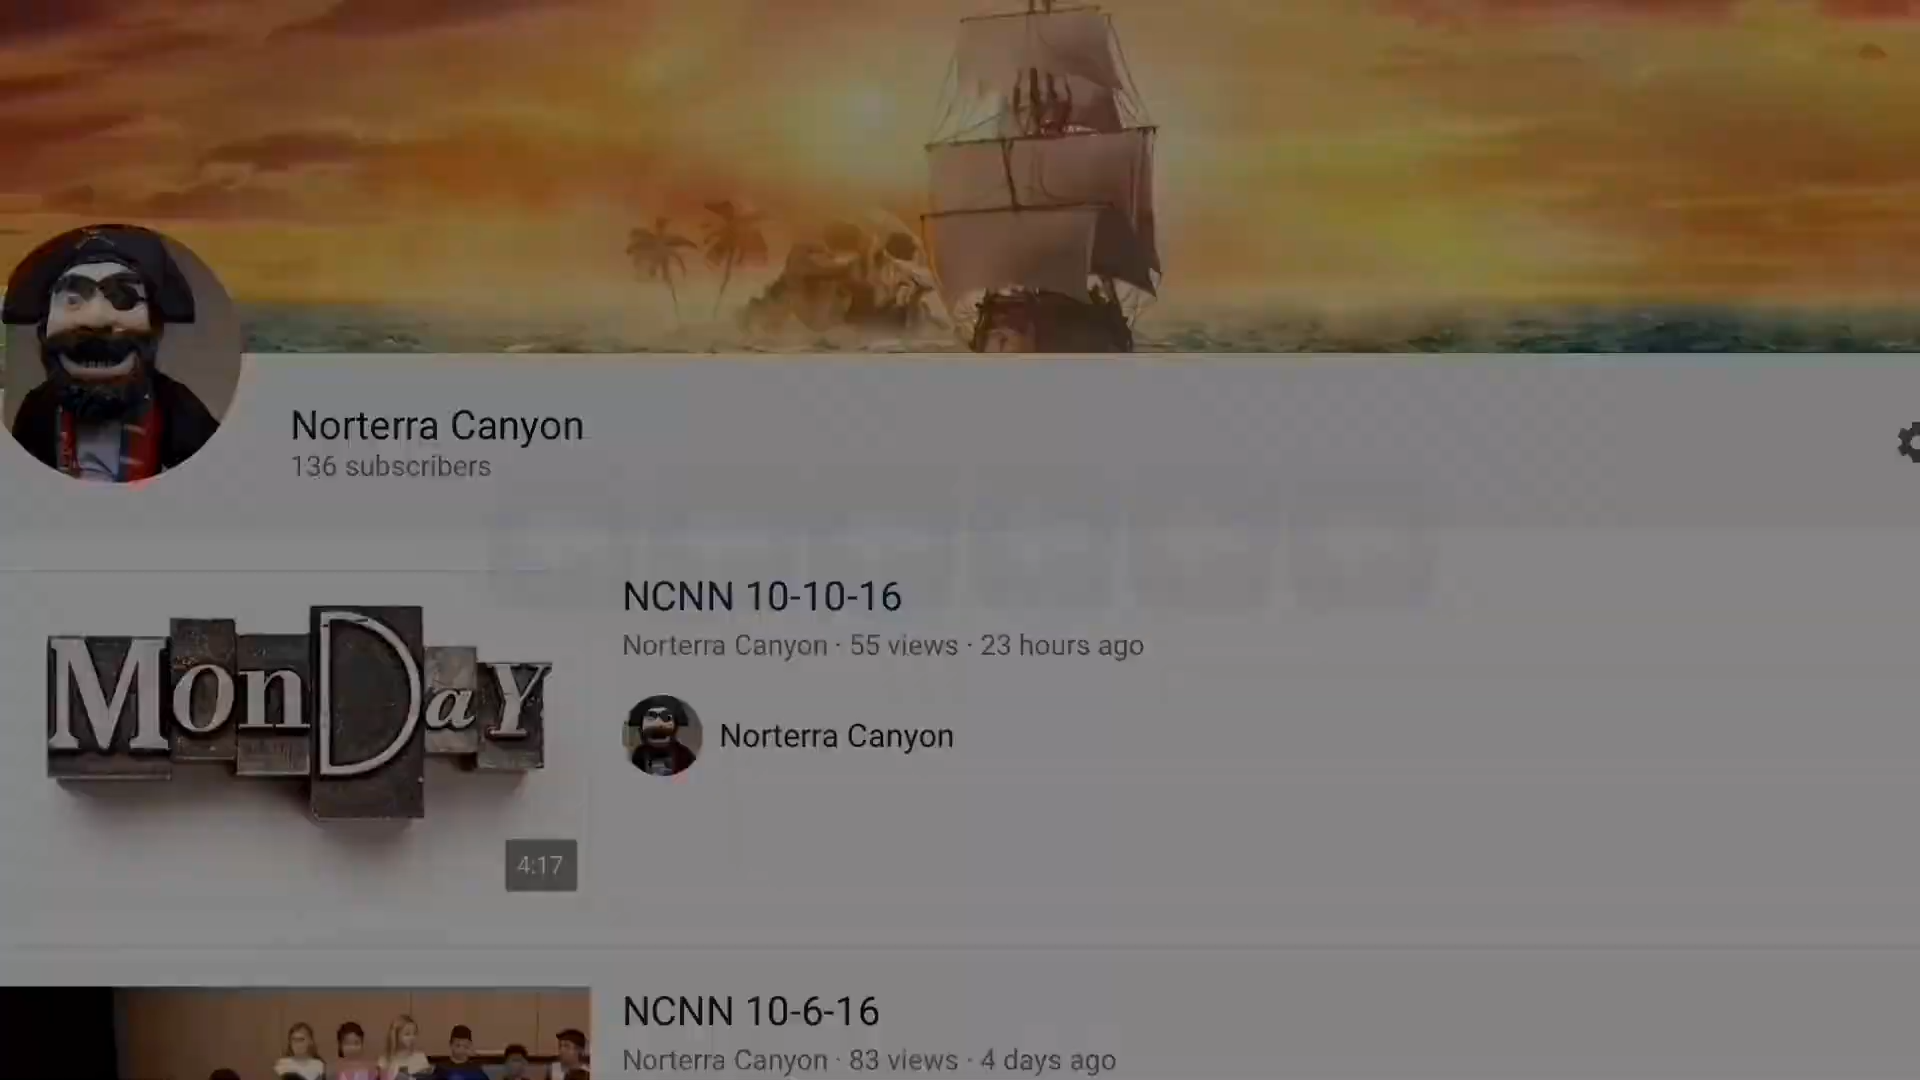 Norterra Canyon
136 subscribers
NCNN 10-10-16
Norterra Canyon · 55 views · 23 hours ago
MonDaY
Norterra Canyon
4:17
NCNN 10-6-16
Norterra Canyon · 83 views · 4 days ago